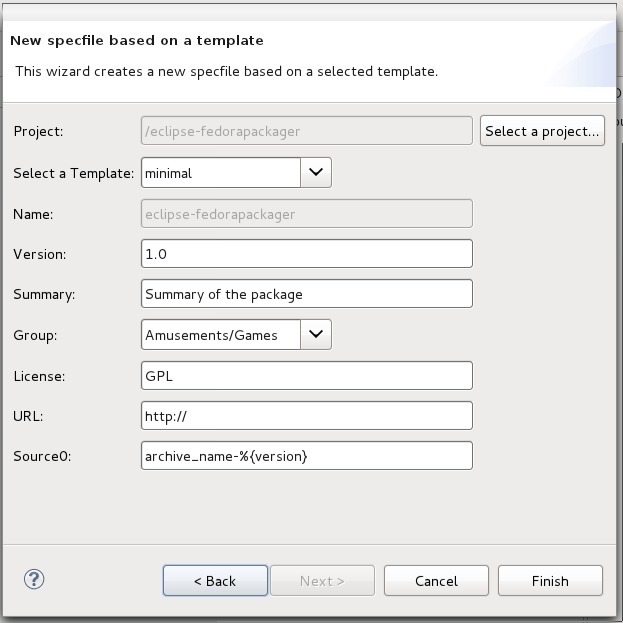 New specfile based on a template
This wizard creates a new specfile based on a selected template.
Project: /eclipse-fedorapackager Select a project...
Select a Template: minimal
Name: eclipse-fedorapackager
Version: 1.0
Summary: Summary of the package
Group: Amusements/Games
License: GPL
URL: http://
Source0: archive_name-%{version}
? < Back Next > Cancel Finish